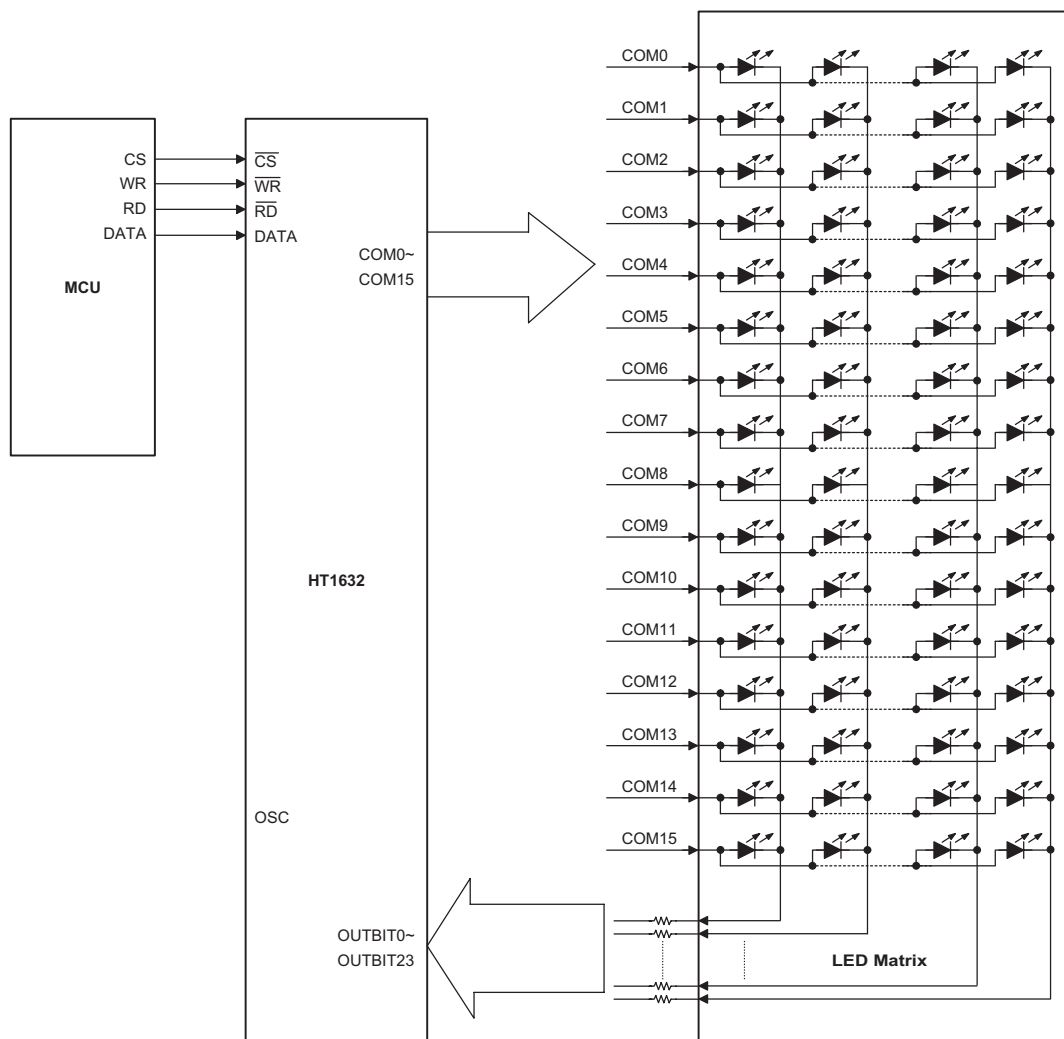 CS
WR
RD
DATA
MCU
CS
WR
RD
DATA
COM0~
COM15
HT1632
OSC
OUTBIT0~
OUTBIT23
COM0
COM1
COM2
COM3
COM4
COM5
COM6
COM7
COM8
COM9
COM10
COM11
COM12
COM13
COM14
COM15
LED Matrix